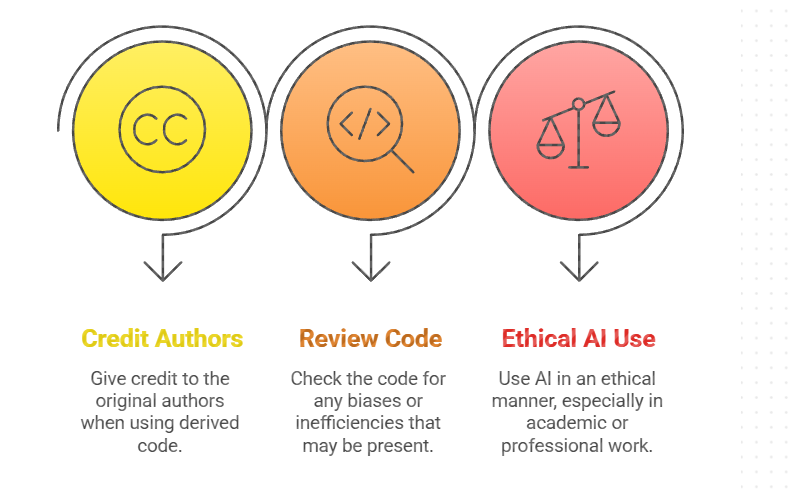 CC
</>
Credit Authors
Give credit to the
original authors
when using derived
code.
Review Code
Check the code for
any biases or
inefficiencies that
may be present.
Ethical AI Use
Use AI in an ethical
manner, especially in
academic or
professional work.